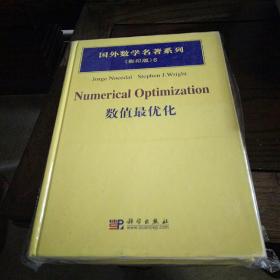 国外数学名著系列
(影印版) 6
Jorge Nocedal Stephen J. Wright
Numerical Optimization
数值最优化
科学出版社